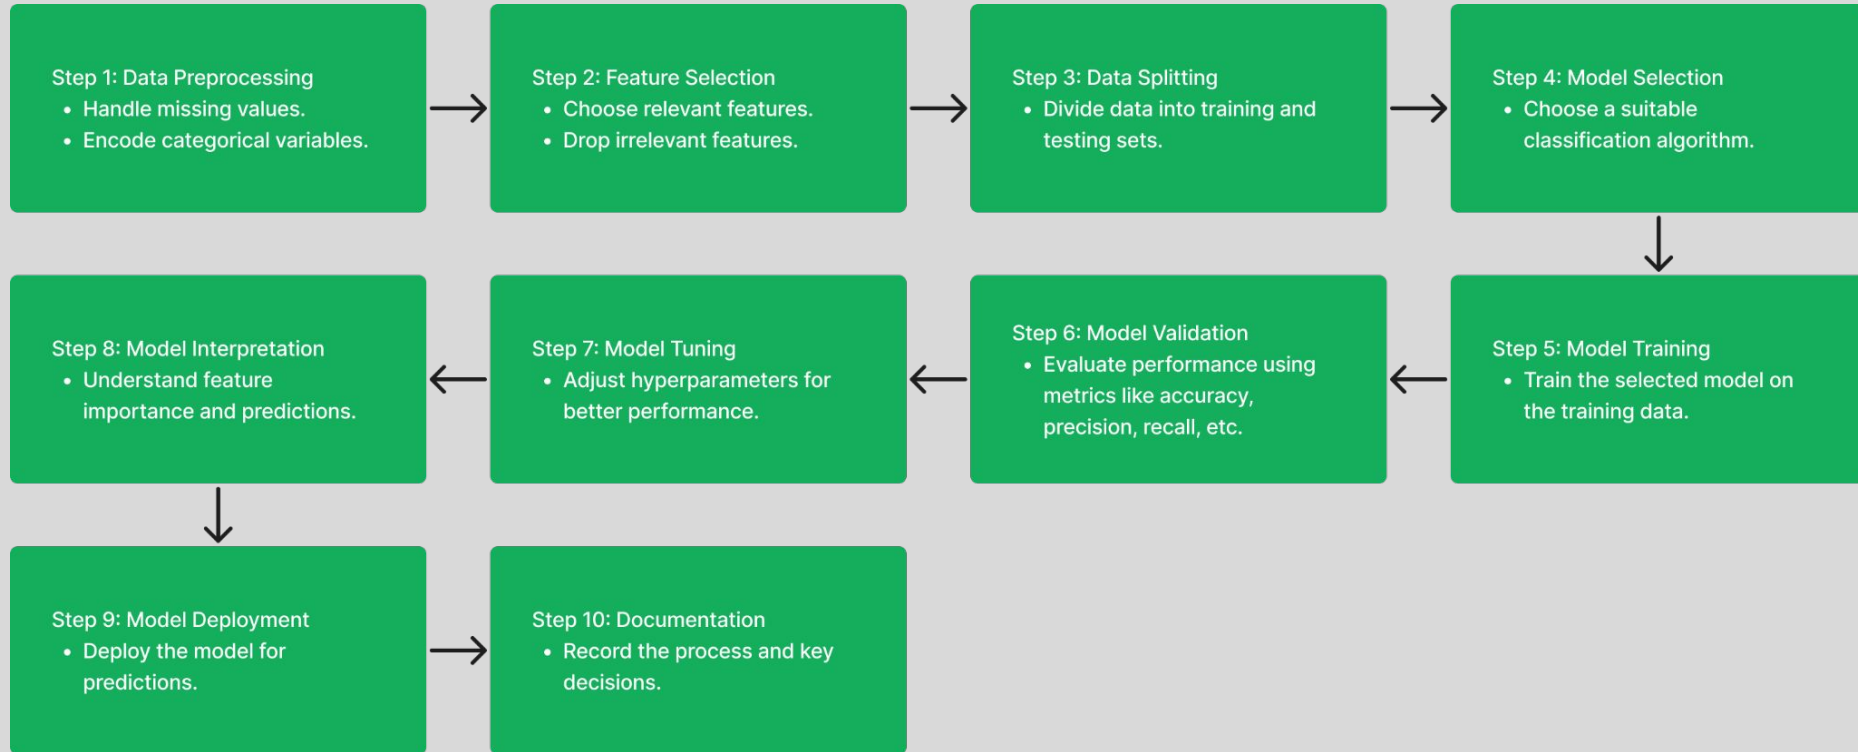 Step 1: Data Preprocessing
• Handle missing values.
• Encode categorical variables.
Step 2: Feature Selection
• Choose relevant features.
• Drop irrelevant features.
Step 3: Data Splitting
• Divide data into training and
testing sets.
Step 4: Model Selection
• Choose a suitable
classification algorithm.
Step 5: Model Training
• Train the selected model on
the training data.
Step 6: Model Validation
• Evaluate performance using
metrics like accuracy,
precision, recall, etc.
Step 7: Model Tuning
• Adjust hyperparameters for
better performance.
Step 8: Model Interpretation
• Understand feature
importance and predictions.
Step 9: Model Deployment
• Deploy the model for
predictions.
Step 10: Documentation
• Record the process and key
decisions.